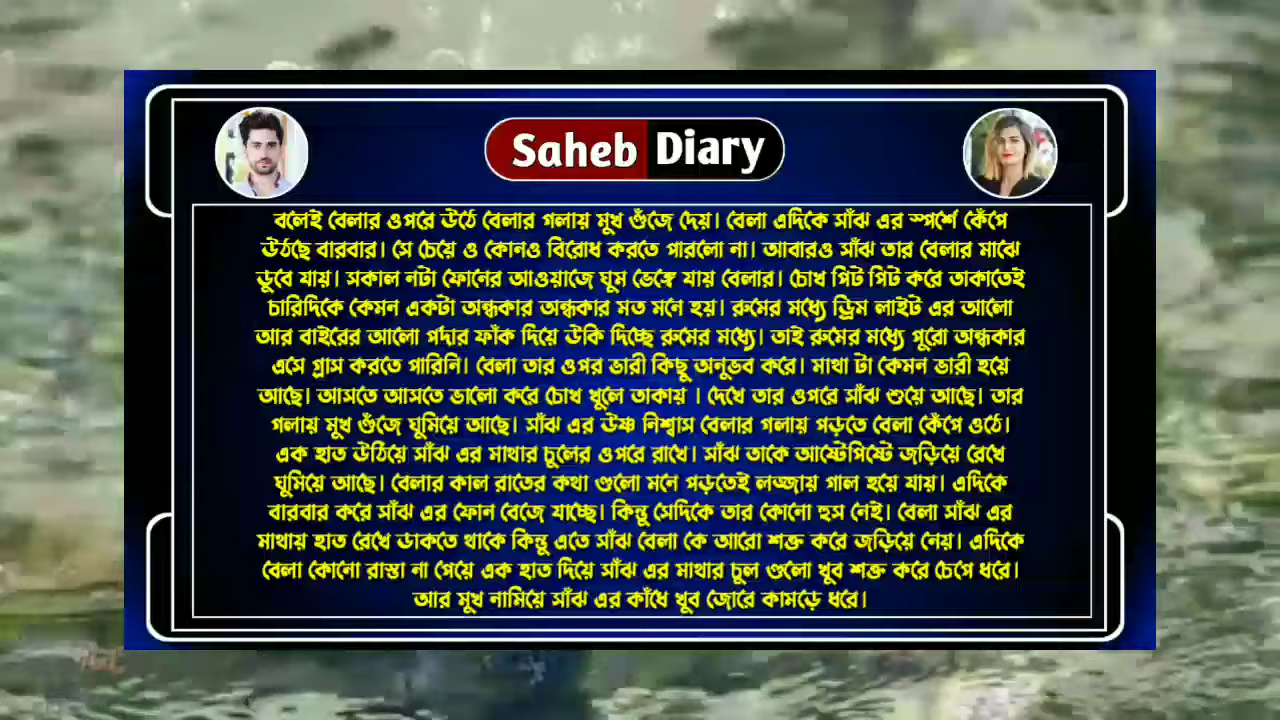 Saheb Diary
বলেই বেলার ওপরে উঠে বেলার গলায় মুখ গুঁজে দেয়। বেলা এদিকে সাঁঝ এর স্পর্শে কেঁপে
উঠছে বারবার। সে চেয়ে ও কোনও বিরোধ করতে পারলো না। আবারও সাঁঝ তার বেলার মাঝে
ডুবে যায়। সকাল নটা ফোনের আওয়াজে ঘুম ভেঙ্গে যায় বেলার। চোখ পিট পিট করে তাকাতেই
চারিদিকে কেমন একটা অন্ধকার অন্ধকার মত মনে হয়। রুমের মধ্যে ড্রিম লাইট এর আলো
আর বাইরের আলো পর্দার ফাঁক দিয়ে উকি দিচ্ছে রুমের মধ্যে। তাই রুমের মধ্যে পুরো অন্ধকার
এসে গ্রাস করতে পারিনি। বেলা তার ওপর ভারী কিছু অনুভব করে। মাথা টা কেমন ভারী হয়ে
আছে। আসতে আসতে ভালো করে চোখ খুলে তাকায় । দেখে তার ওপরে সাঁঝ শুয়ে আছে। তার
গলায় মুখ গুঁজে ঘুমিয়ে আছে। সাঁঝ এর উষ্ণ নিশ্বাস বেলার গলায় পড়তে বেলা কেঁপে ওঠে।
এক হাত উঠিয়ে সাঁঝ এর মাথার চুলের ওপরে রাখে। সাঁঝ তাকে আষ্টেপিষ্টে জড়িয়ে রেখে
ঘুমিয়ে আছে। বেলার কাল রাতের কথা গুলো মনে পড়তেই লজ্জায় গাল হয়ে যায়। এদিকে
বারবার করে সাঁঝ এর ফোন বেজে যাচ্ছে। কিন্তু সেদিকে তার কোনো হুস নেই। বেলা সাঁঝ এর
মাথায় হাত রেখে ডাকতে থাকে কিন্তু এতে সাঁঝ বেলা কে আরো শক্ত করে জড়িয়ে নেয়। এদিকে
বেলা কোনো রাস্তা না পেয়ে এক হাত দিয়ে সাঁঝ এর মাথার চুল গুলো খুব শক্ত করে চেপে ধরে।
আর মুখ নামিয়ে সাঁঝ এর কাঁধে খুব জোরে কামড়ে ধরে।